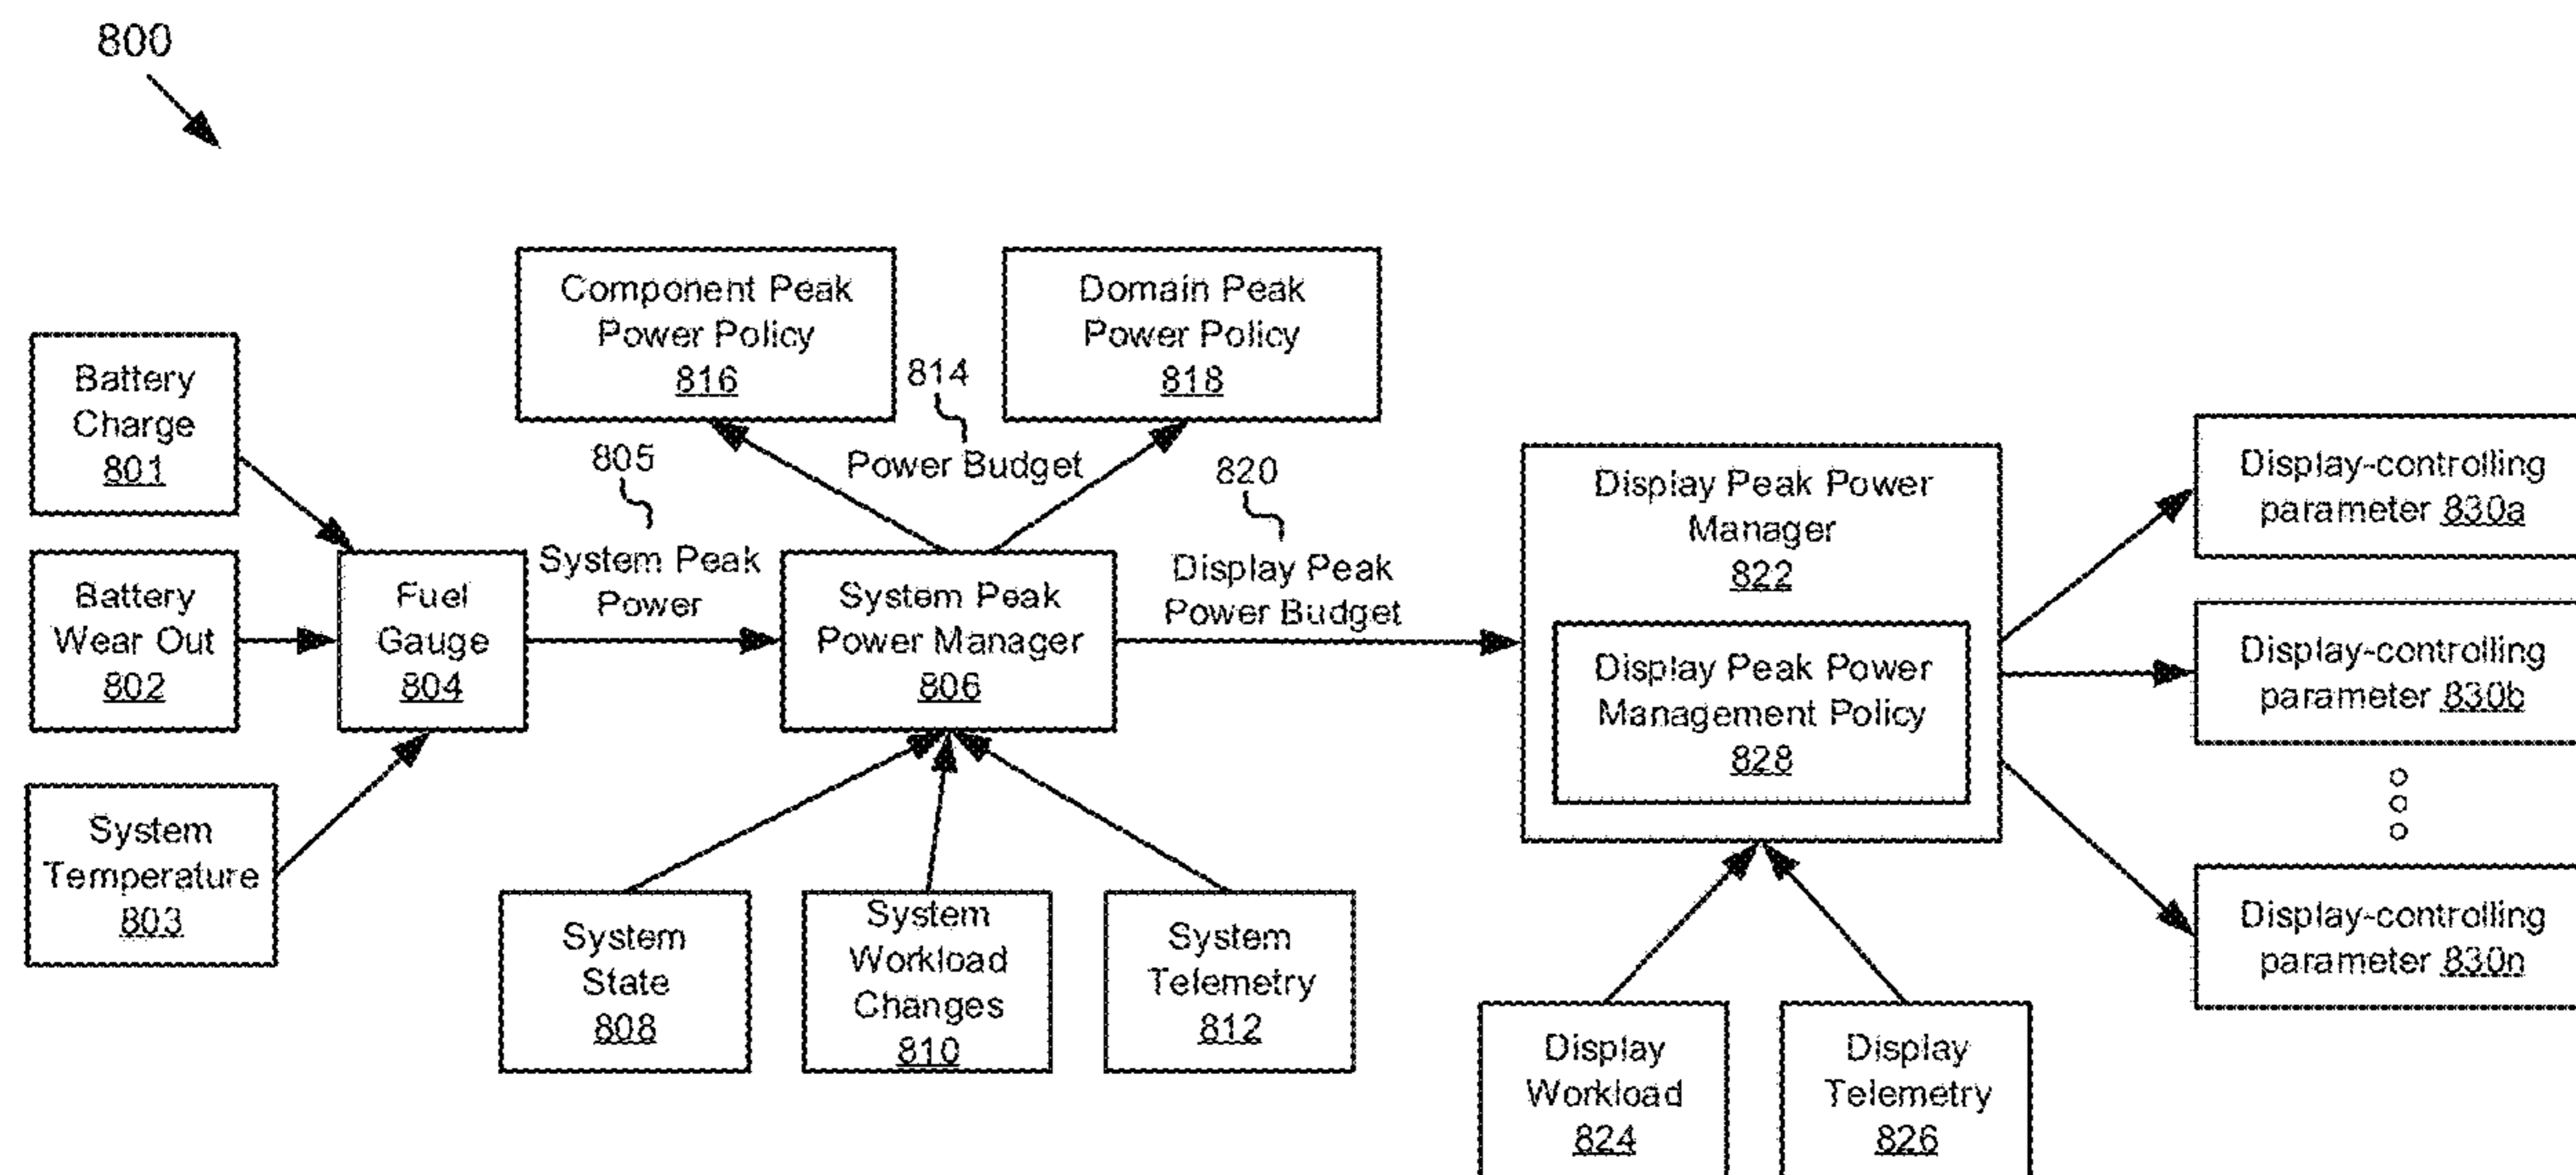 800
Component Peak
Power Policy
816
Domain Peak
Power Policy
818
814
Power Budget
Battery
Charge
801
Battery
Wear Out
802
System
Temperature
803
Fuel
Gauge
804
805
System Peak
Power
System Peak
Power Manager
806
820
Display Peak
Power Budget
System
State
808
System
Workload
Changes
810
System
Telemetry
812
Display Peak Power
Manager
822
Display Peak Power
Management Policy
828
Display
Workload
824
Display
Telemetry
826
Display-controlling
parameter 830a
Display-controlling
parameter 830b
Display-controlling
parameter 830n